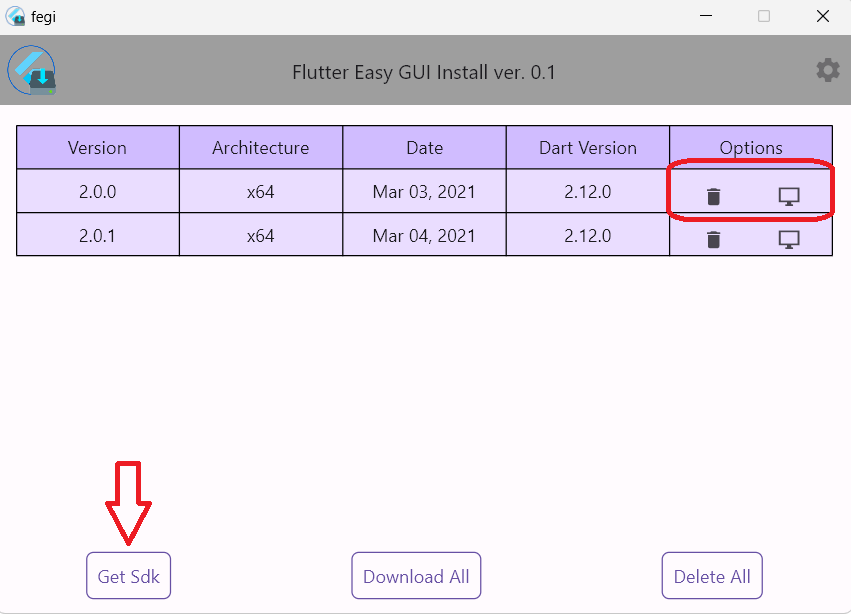 fegi
Flutter Easy GUI Install ver. 0.1
Version Architecture Date Dart Version Options
2.0.0 x64 Mar 03, 2021 2.12.0
2.0.1 x64 Mar 04, 2021 2.12.0
Get Sdk Download All Delete All